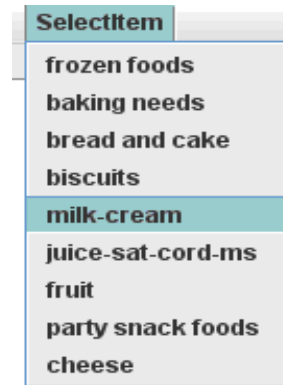 SelectItem
frozen foods
baking needs
bread and cake
biscuits
milk-cream
juice-sat-cord-ms
fruit
party snack foods
cheese